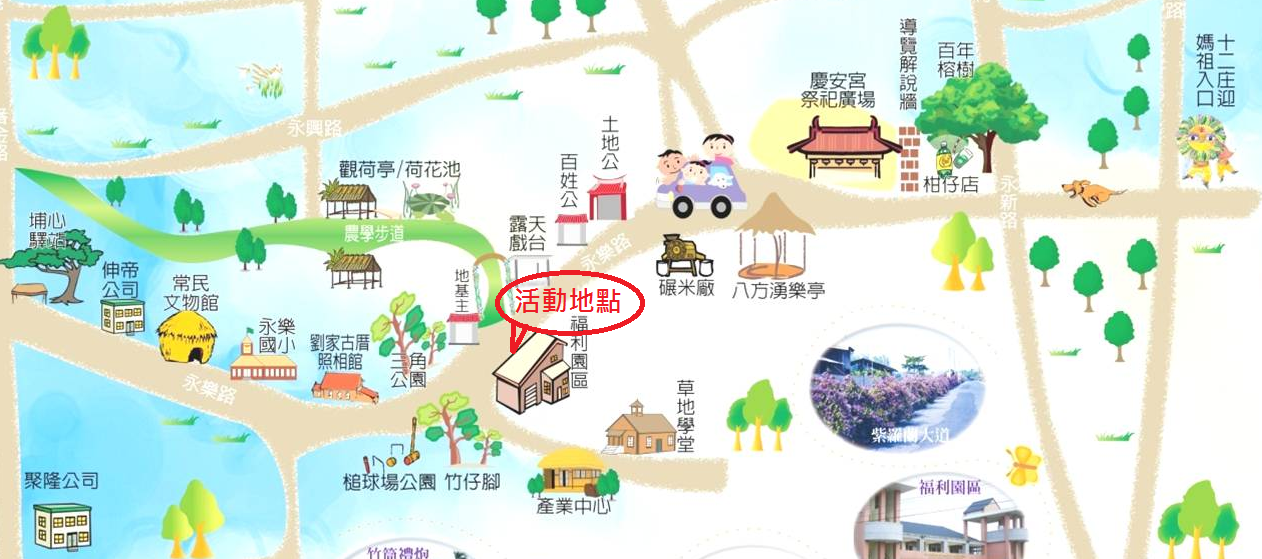 永興路
路
導覽解說牆
百年
榕樹
十二庄迎
媽祖入口
慶安宮
祭祀廣場
土地公
百姓公
觀荷亭/荷花池
柑仔店
永新路
埔心
驛站
農學步道
露天
戲台
永樂路
伸帝
公司
常民
文物館
地基主
活動地點
碾米廠
八方湧樂亭
永樂
國小
劉家古厝
照相館
三角
公園
福利園區
永樂路
草地學堂
紫羅蘭大道
聚隆公司
槌球場公園
竹仔腳
產業中心
福利園區
竹筒禮炮